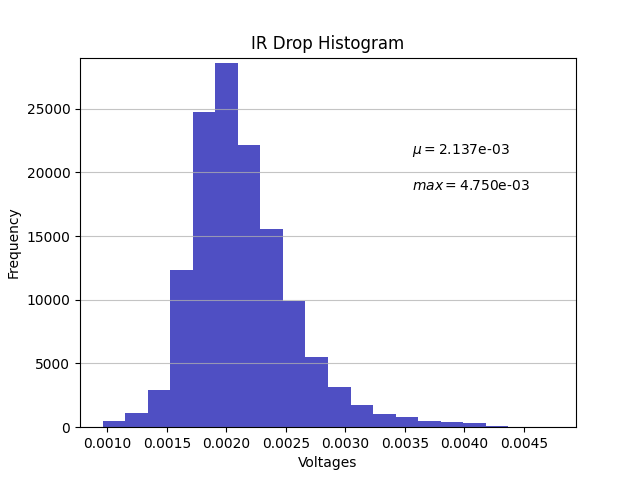 IR Drop Histogram
Frequency
25000
20000
15000
10000
5000
0
μ = 2.137e-03
max = 4.750e-03
0.0010 0.0015 0.0020 0.0025 0.0030 0.0035 0.0040 0.0045
Voltages